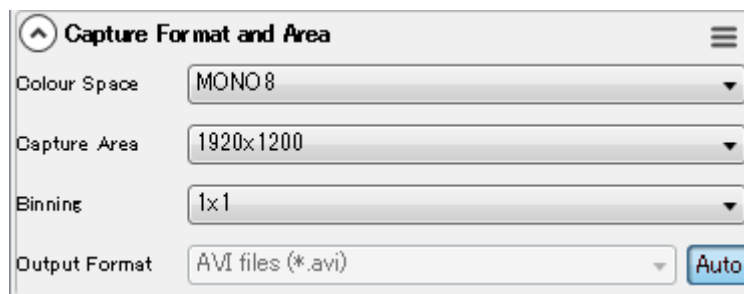 Capture Format and Area
Colour Space MONO8
Capture Area 1920x1200
Binning 1x1
Output Format AVI files (*.avi) Auto